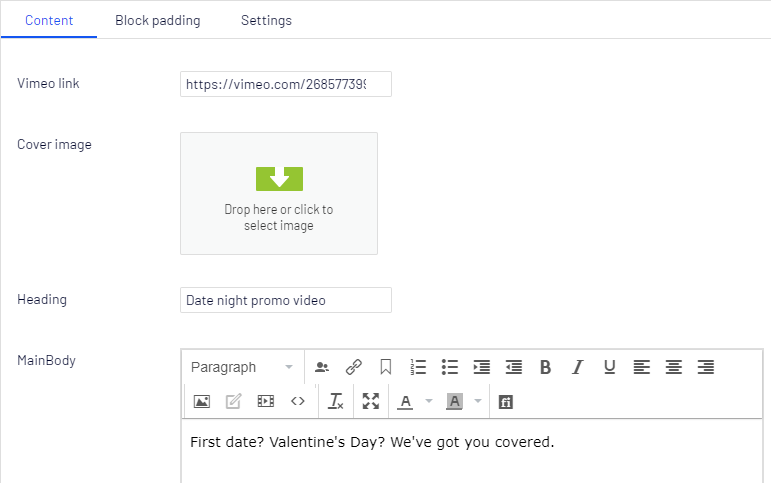 Content Block padding Settings
Vimeo link https://vimeo.com/268577399
Cover image
Drop here or click to
select image
Heading Date night promo video
MainBody
Paragraph
First date? Valentine's Day? We've got you covered.